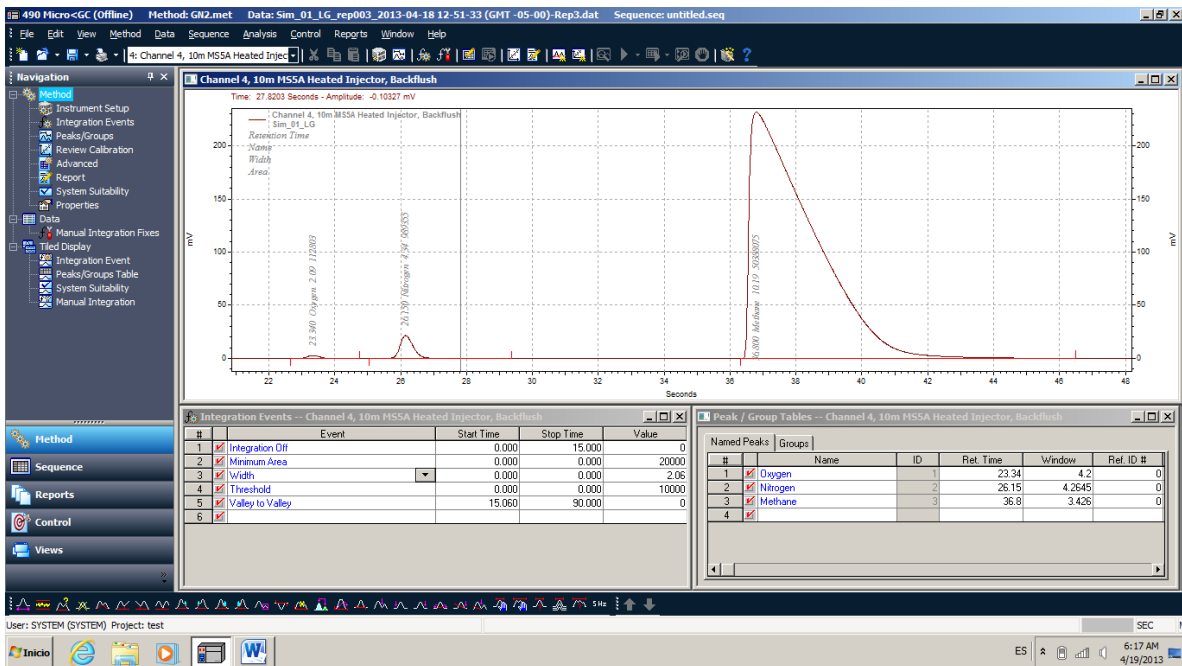 490 Micro<GC (Offline) Method: GN2.met Data: Sim_01_LG_rep003_2013-04-18 12-51-33 (GMT -05-00)-Rep3.dat Sequence: untitled.seq
File Edit View Method Data Sequence Analysis Control Reports Window Help
4: Channel 4, 10m MS5A Heated Injec
Navigation
Method
Instrument Setup
Integration Events
Peaks/Groups
Review Calibration
Advanced
Report
System Suitability
Properties
Data
Manual Integration Fixes
Tiled Display
Integration Event
Peaks/Groups Table
System Suitability
Manual Integration
Method
Sequence
Reports
Control
Views
Channel 4, 10m MS5A Heated Injector, Backflush
Time: 27.8203 Seconds - Amplitude: -0.10327 mV
Channel 4, 10m MS5A Heated Injector, Backflush
Sim_01_LG
Retention Time
Name
Width
Area
23.340 Oxygen 2.09 112803
26.150 Nitrogen 4.34 989355
36.800 Methane 10.19 50388075
mV
200
150
100
50
0
mV
200
150
100
50
0
22 24 26 28 30 32 34 36 38 40 42 44 46 48
Seconds
Integration Events -- Channel 4, 10m MS5A Heated Injector, Backflush
# Event Start Time Stop Time Value
1 Integration Off 0.000 15.000 0
2 Minimum Area 0.000 0.000 20000
3 Width 0.000 0.000 2.06
4 Threshold 0.000 0.000 10000
5 Valley to Valley 15.060 90.000 0
6
Peak / Group Tables -- Channel 4, 10m MS5A Heated Injector, Backflush
Named Peaks Groups
# Name ID Ret. Time Window Ref. ID #
1 Oxygen 1 23.34 4.2 0
2 Nitrogen 2 26.15 4.2645 0
3 Methane 3 36.8 3.426 0
4
5 Hz
User: SYSTEM (SYSTEM) Project: test
SEC
Inicio
ES
6:17 AM
4/19/2013